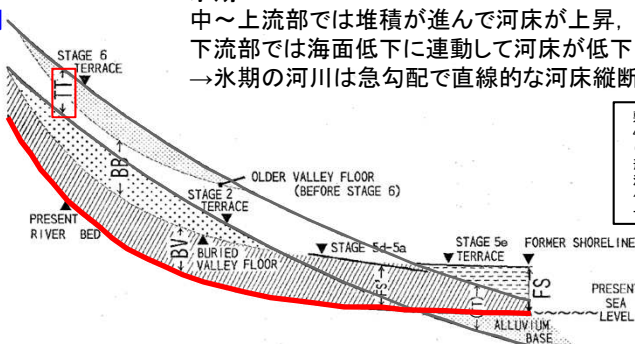 中～上流部では堆積が進んで河床が上昇，
下流部では海面低下に連動して河床が低下
→氷期の河川は急勾配で直線的な河床縦断
STAGE 6
TERRACE
TT
BB
OLDER VALLEY FLOOR
(BEFORE STAGE 6)
STAGE 2
TERRACE
PRESENT
RIVER BED
BV
BURIED
VALLEY FLOOR
STAGE 5d-5a
STAGE 5e
TERRACE
FORMER SHORELINE
FS'
FS
(TT)
PRESENT
SEA
LEVEL
ALLUVIUM
BASE